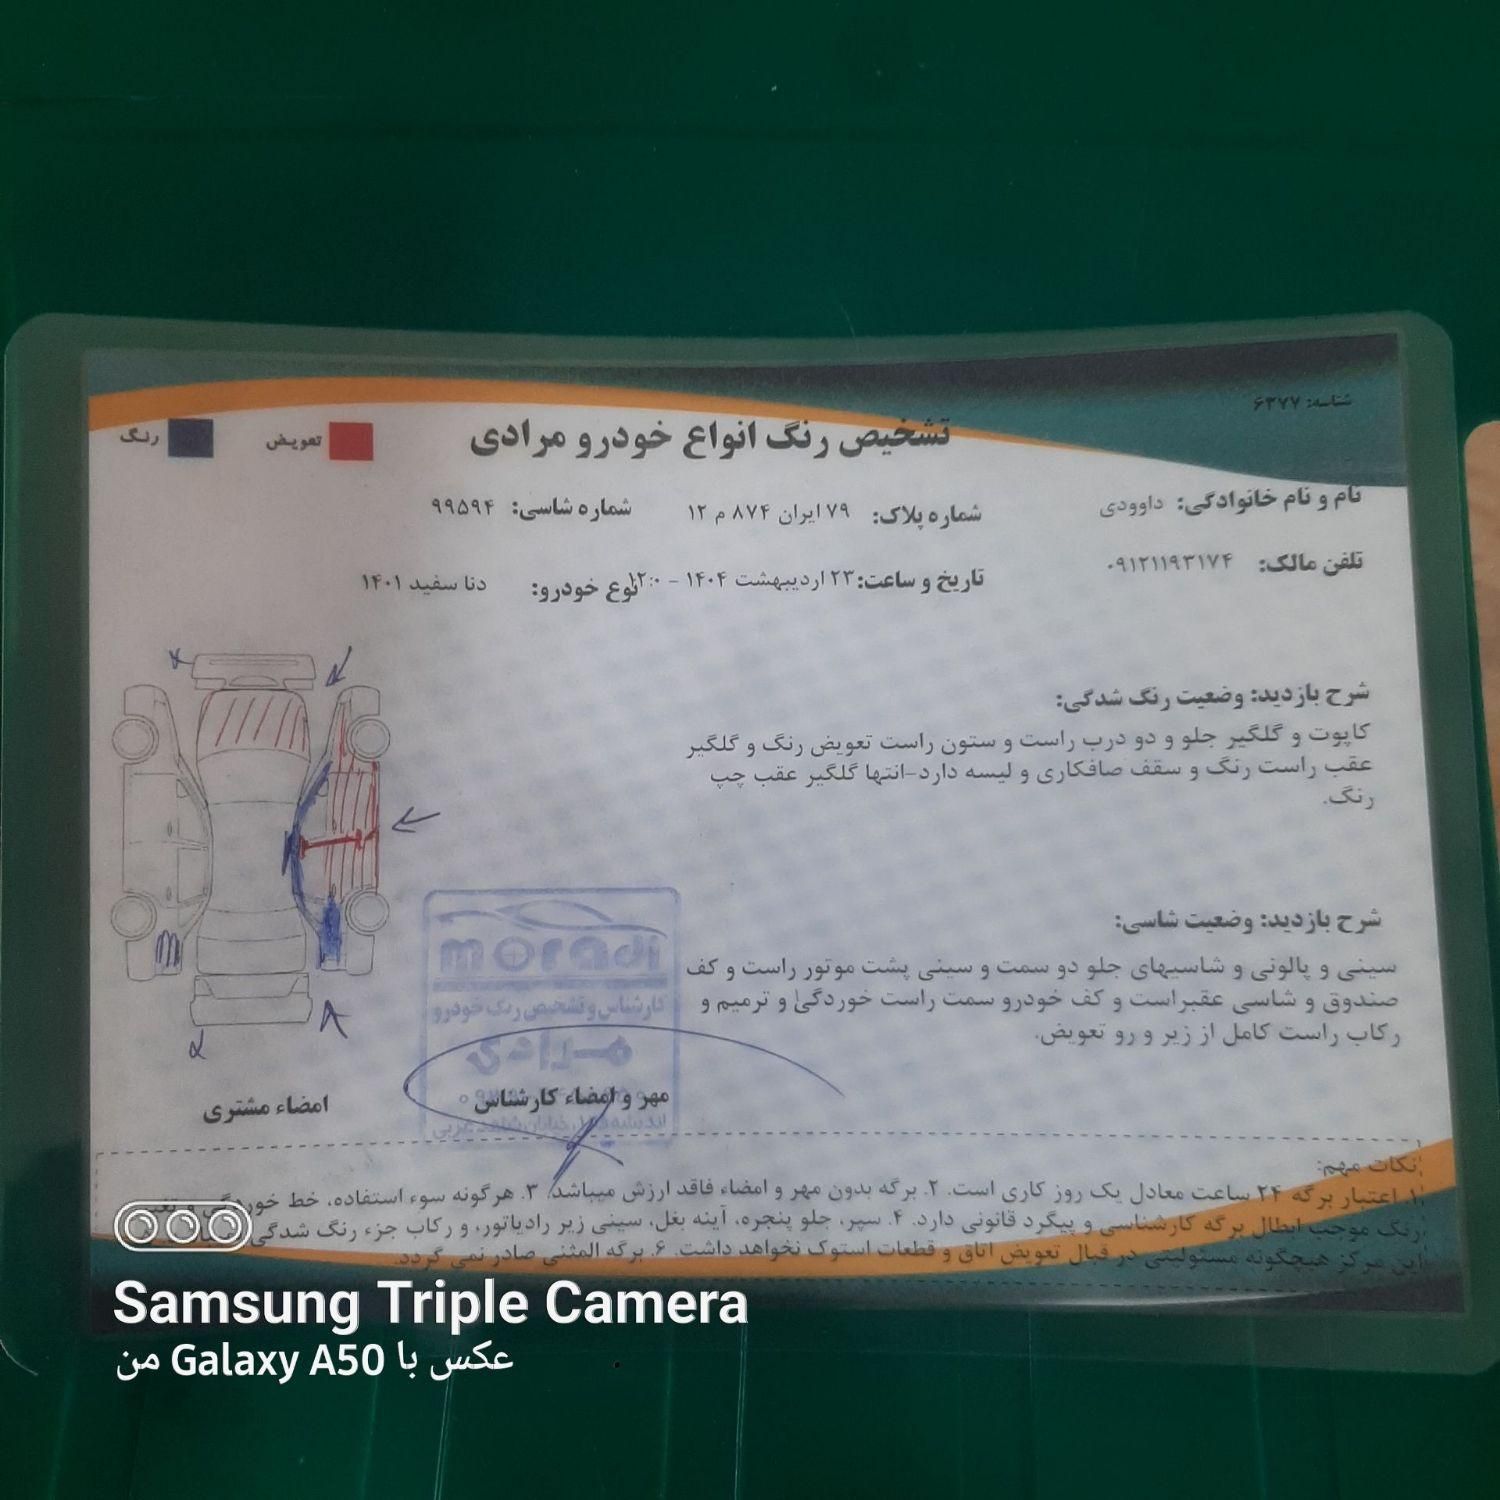 شناسه: ۶۳۷۷
تشخیص رنگ انواع خودرو مرادی
تعویض
رنگ
نام و نام خانوادگی: داوودی
شماره پلاک: ۷۹ ایران ۸۷۴ م ۱۲
شماره شاسی: ۹۹۵۹۴
تلفن مالک: ۰۹۱۲۱۱۹۳۱۷۴
تاریخ و ساعت: ۲۳ اردیبهشت ۱۴۰۴ - ۱۲:۰
نوع خودرو: دنا سفید ۱۴۰۱
شرح بازدید: وضعیت رنگ شدگی:
کاپوت و گلگیر جلو و دو درب راست و ستون راست تعویض رنگ و گلگیر
عقب راست رنگ و سقف صافکاری و لیسه دارد-انتها گلگیر عقب چپ
رنگ.
شرح بازدید: وضعیت شاسی:
سینی و پالونی و شاسیهای جلو دو سمت و سینی پشت موتور راست و کف
صندوق و شاسی عقبراست و کف خودرو سمت راست خوردگی و ترمیم و
رکاب راست کامل از زیر و رو تعویض.
moradi
کارشناس و تشخیص رنگ خودرو
مرادی
مهر و امضاء کارشناس
امضاء مشتری
نکات مهم:
۱. اعتبار برگه ۲۴ ساعت معادل یک روز کاری است. ۲. برگه بدون مهر و امضاء فاقد ارزش میباشد. ۳. هرگونه سوء استفاده، خط خوردگی و تغییر
رنگ موجب ابطال برگه کارشناسی و پیگرد قانونی دارد. ۴. سپر، جلو پنجره، آینه بغل، سینی زیر رادیاتور، و رکاب جزء رنگ شدگی
این مرکز هیچگونه مسئولیتی در قبال تعویض اتاق و قطعات استوک نخواهد داشت. ۶. برگه المثنی صادر نمی گردد.
Samsung Triple Camera
عکس با Galaxy A50 من